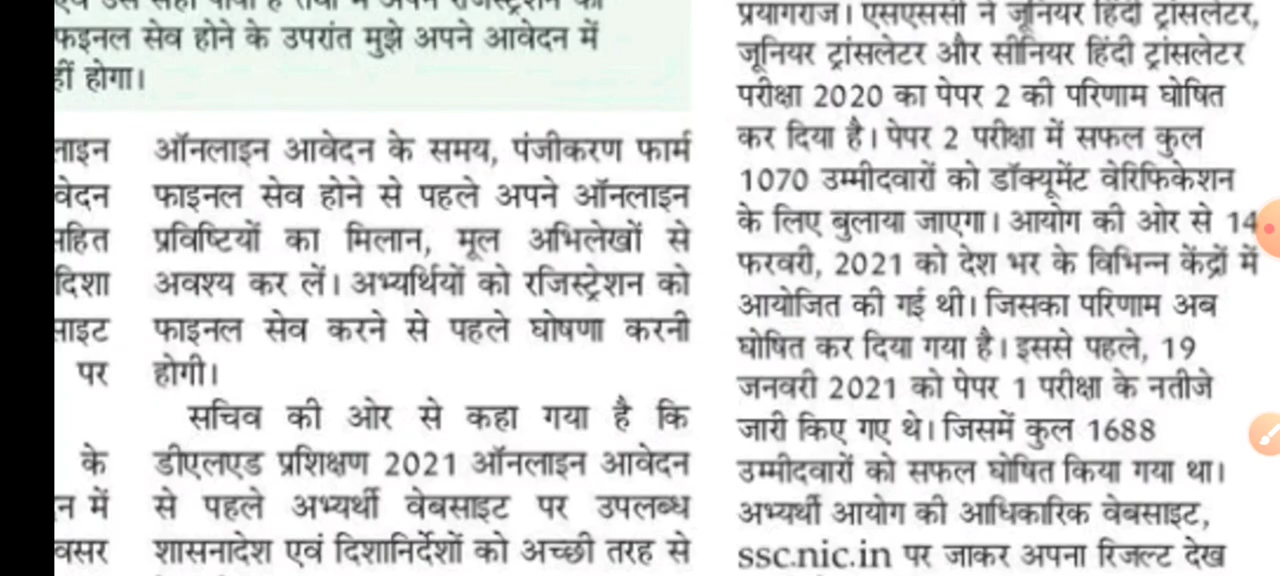 फइनल सेव होने के उपरांत मुझे अपने आवेदन में
हीं होगा।
लाइन
वेदन
सहित
दिशा
साइट
पर
के
न में
वसर
ऑनलाइन आवेदन के समय, पंजीकरण फार्म
फाइनल सेव होने से पहले अपने ऑनलाइन
प्रविष्टियों का मिलान, मूल अभिलेखों से
अवश्य कर लें। अभ्यर्थियों को रजिस्ट्रेशन को
फाइनल सेव करने से पहले घोषणा करनी
होगी।
सचिव की ओर से कहा गया है कि
डीएलएड प्रशिक्षण 2021 ऑनलाइन आवेदन
से पहले अभ्यर्थी वेबसाइट पर उपलब्ध
शासनादेश एवं दिशानिर्देशों को अच्छी तरह से
प्रयागराज। एसएससी ने जूनियर हिंदी ट्रांसलेटर,
जूनियर ट्रांसलेटर और सीनियर हिंदी ट्रांसलेटर
परीक्षा 2020 का पेपर 2 की परिणाम घोषित
कर दिया है। पेपर 2 परीक्षा में सफल कुल
1070 उम्मीदवारों को डॉक्यूमेंट वेरिफिकेशन
के लिए बुलाया जाएगा। आयोग की ओर से 14
फरवरी, 2021 को देश भर के विभिन्न केंद्रों में
आयोजित की गई थी। जिसका परिणाम अब
घोषित कर दिया गया है। इससे पहले, 19
जनवरी 2021 को पेपर 1 परीक्षा के नतीजे
जारी किए गए थे। जिसमें कुल 1688
उम्मीदवारों को सफल घोषित किया गया था।
अभ्यर्थी आयोग की आधिकारिक वेबसाइट,
ssc.nic.in पर जाकर अपना रिजल्ट देख